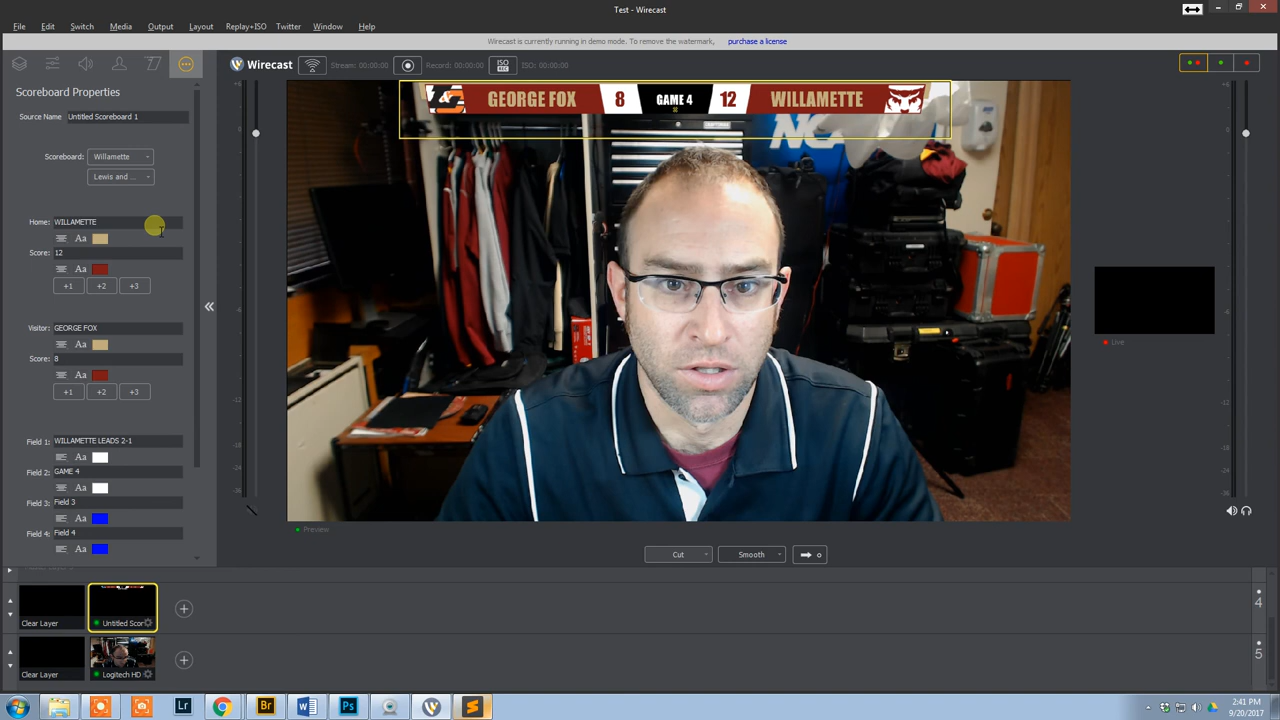 Test - Wirecast
File Edit Switch Media Output Layout Replay+ISO Twitter Window Help
Wirecast is currently running in demo mode. To remove the watermark, purchase a license
Wirecast Stream: 00:00:00 Record: 00:00:00 ISO REC ISO: 00:00:00
Scoreboard Properties
Source Name Untitled Scoreboard 1
Scoreboard: Willamette
Lewis and ...
Home: WILLAMETTE
Aa
Score: 12
Aa
+1 +2 +3
Visitor: GEORGE FOX
Aa
Score: 8
Aa
+1 +2 +3
Field 1: WILLAMETTE LEADS 2-1
Aa
Field 2: GAME 4
Aa
Field 3: Field 3
Aa
Field 4: Field 4
Aa
GEORGE FOX 8 GAME 4 12 WILLAMETTE
Live
Preview
Cut Smooth
Clear Layer Untitled Scor
4
Clear Layer Logitech HD
5
Lr Br W Ps
2:41 PM
9/20/2017